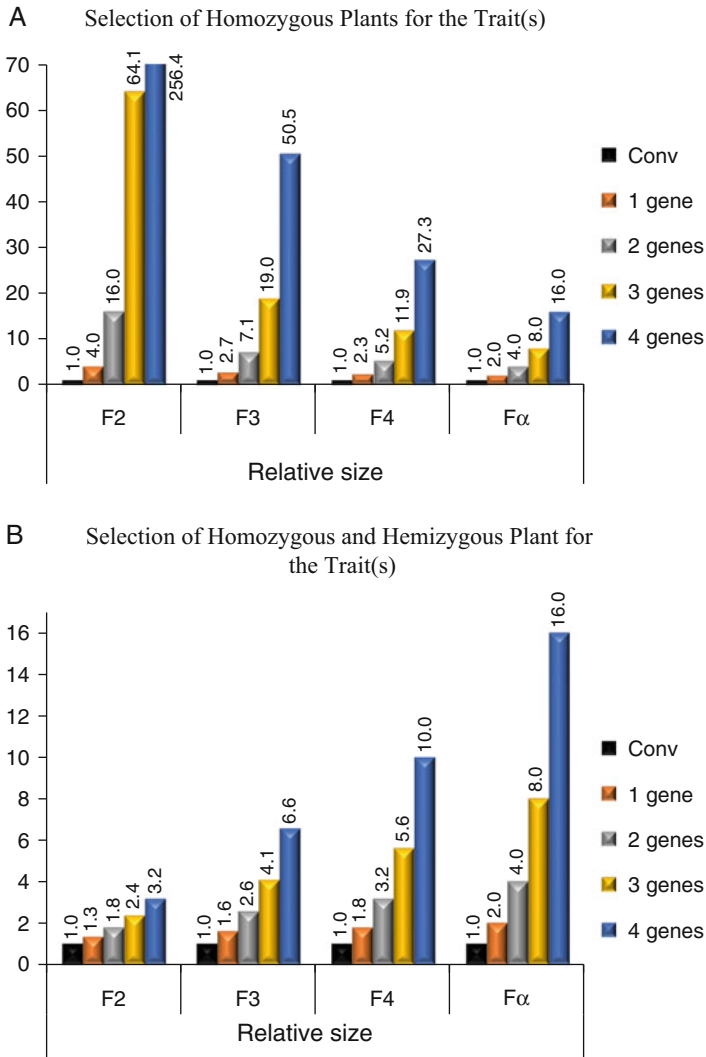 A
Selection of Homozygous Plants for the Trait(s)
70
60
50
40
30
20
10
0
1.0
4.0
16.0
64.1
256.4
1.0
2.7
7.1
19.0
50.5
1.0
2.3
5.2
11.9
27.3
1.0
2.0
4.0
8.0
16.0
F2
F3
F4
Fα
Relative size
Conv
1 gene
2 genes
3 genes
4 genes
B
Selection of Homozygous and Hemizygous Plant for
the Trait(s)
16
14
12
10
8
6
4
2
0
1.0
1.3
1.8
2.4
3.2
1.0
1.6
2.6
4.1
6.6
1.0
1.8
3.2
5.6
10.0
1.0
2.0
4.0
8.0
16.0
F2
F3
F4
Fα
Relative size
Conv
1 gene
2 genes
3 genes
4 genes